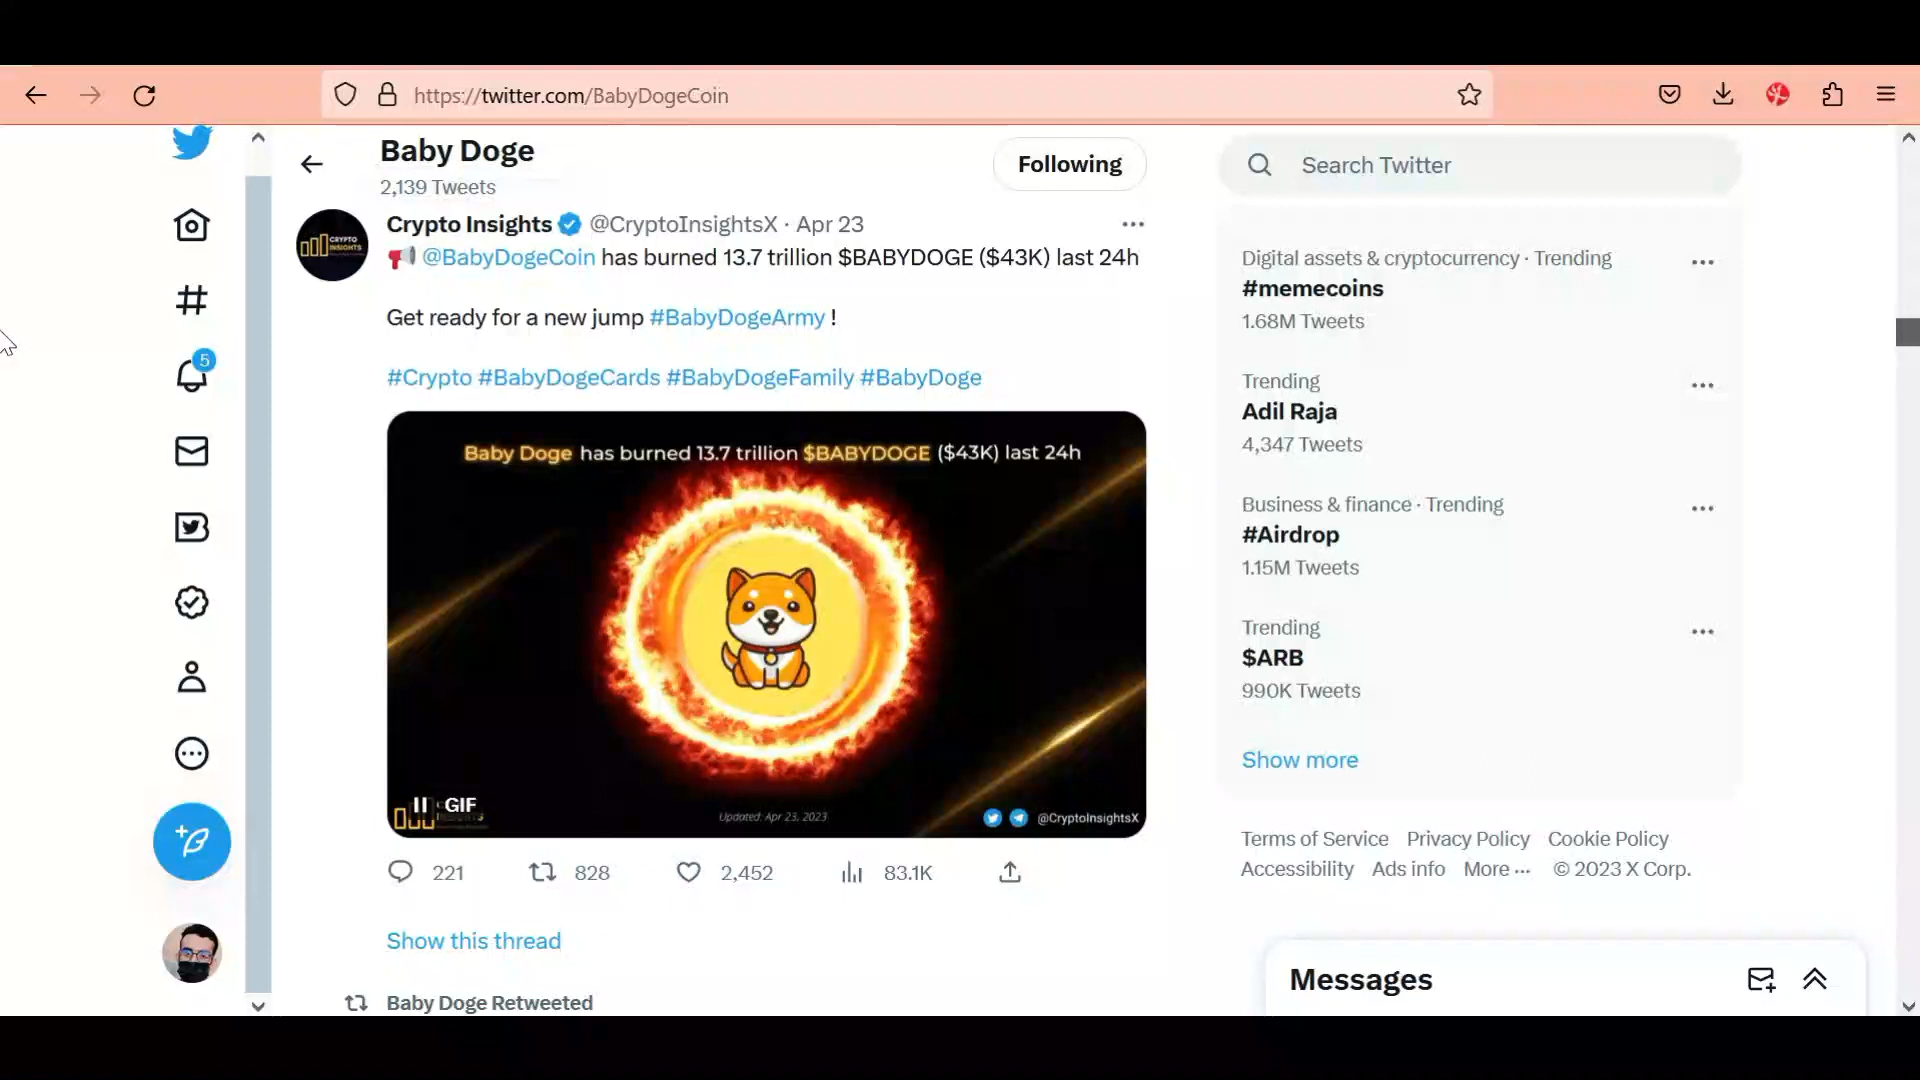 https://twitter.com/BabyDogeCoin
Baby Doge
2,139 Tweets
Following
Search Twitter
Crypto Insights @CryptoInsightsX · Apr 23
@BabyDogeCoin has burned 13.7 trillion $BABYDOGE ($43K) last 24h
Get ready for a new jump #BabyDogeArmy !
#Crypto #BabyDogeCards #BabyDogeFamily #BabyDoge
CRYPTO
INSIGHTS
Baby Doge has burned 13.7 trillion $BABYDOGE ($43K) last 24h
GIF
INSIGHTS
Updated: Apr 23, 2023
@CryptoInsightsX
221 828 2,452 83.1K
Show this thread
Baby Doge Retweeted
5
Digital assets & cryptocurrency · Trending
#memecoins
1.68M Tweets
Trending
Adil Raja
4,347 Tweets
Business & finance · Trending
#Airdrop
1.15M Tweets
Trending
$ARB
990K Tweets
Show more
Terms of Service Privacy Policy Cookie Policy
Accessibility Ads info More ··· © 2023 X Corp.
Messages